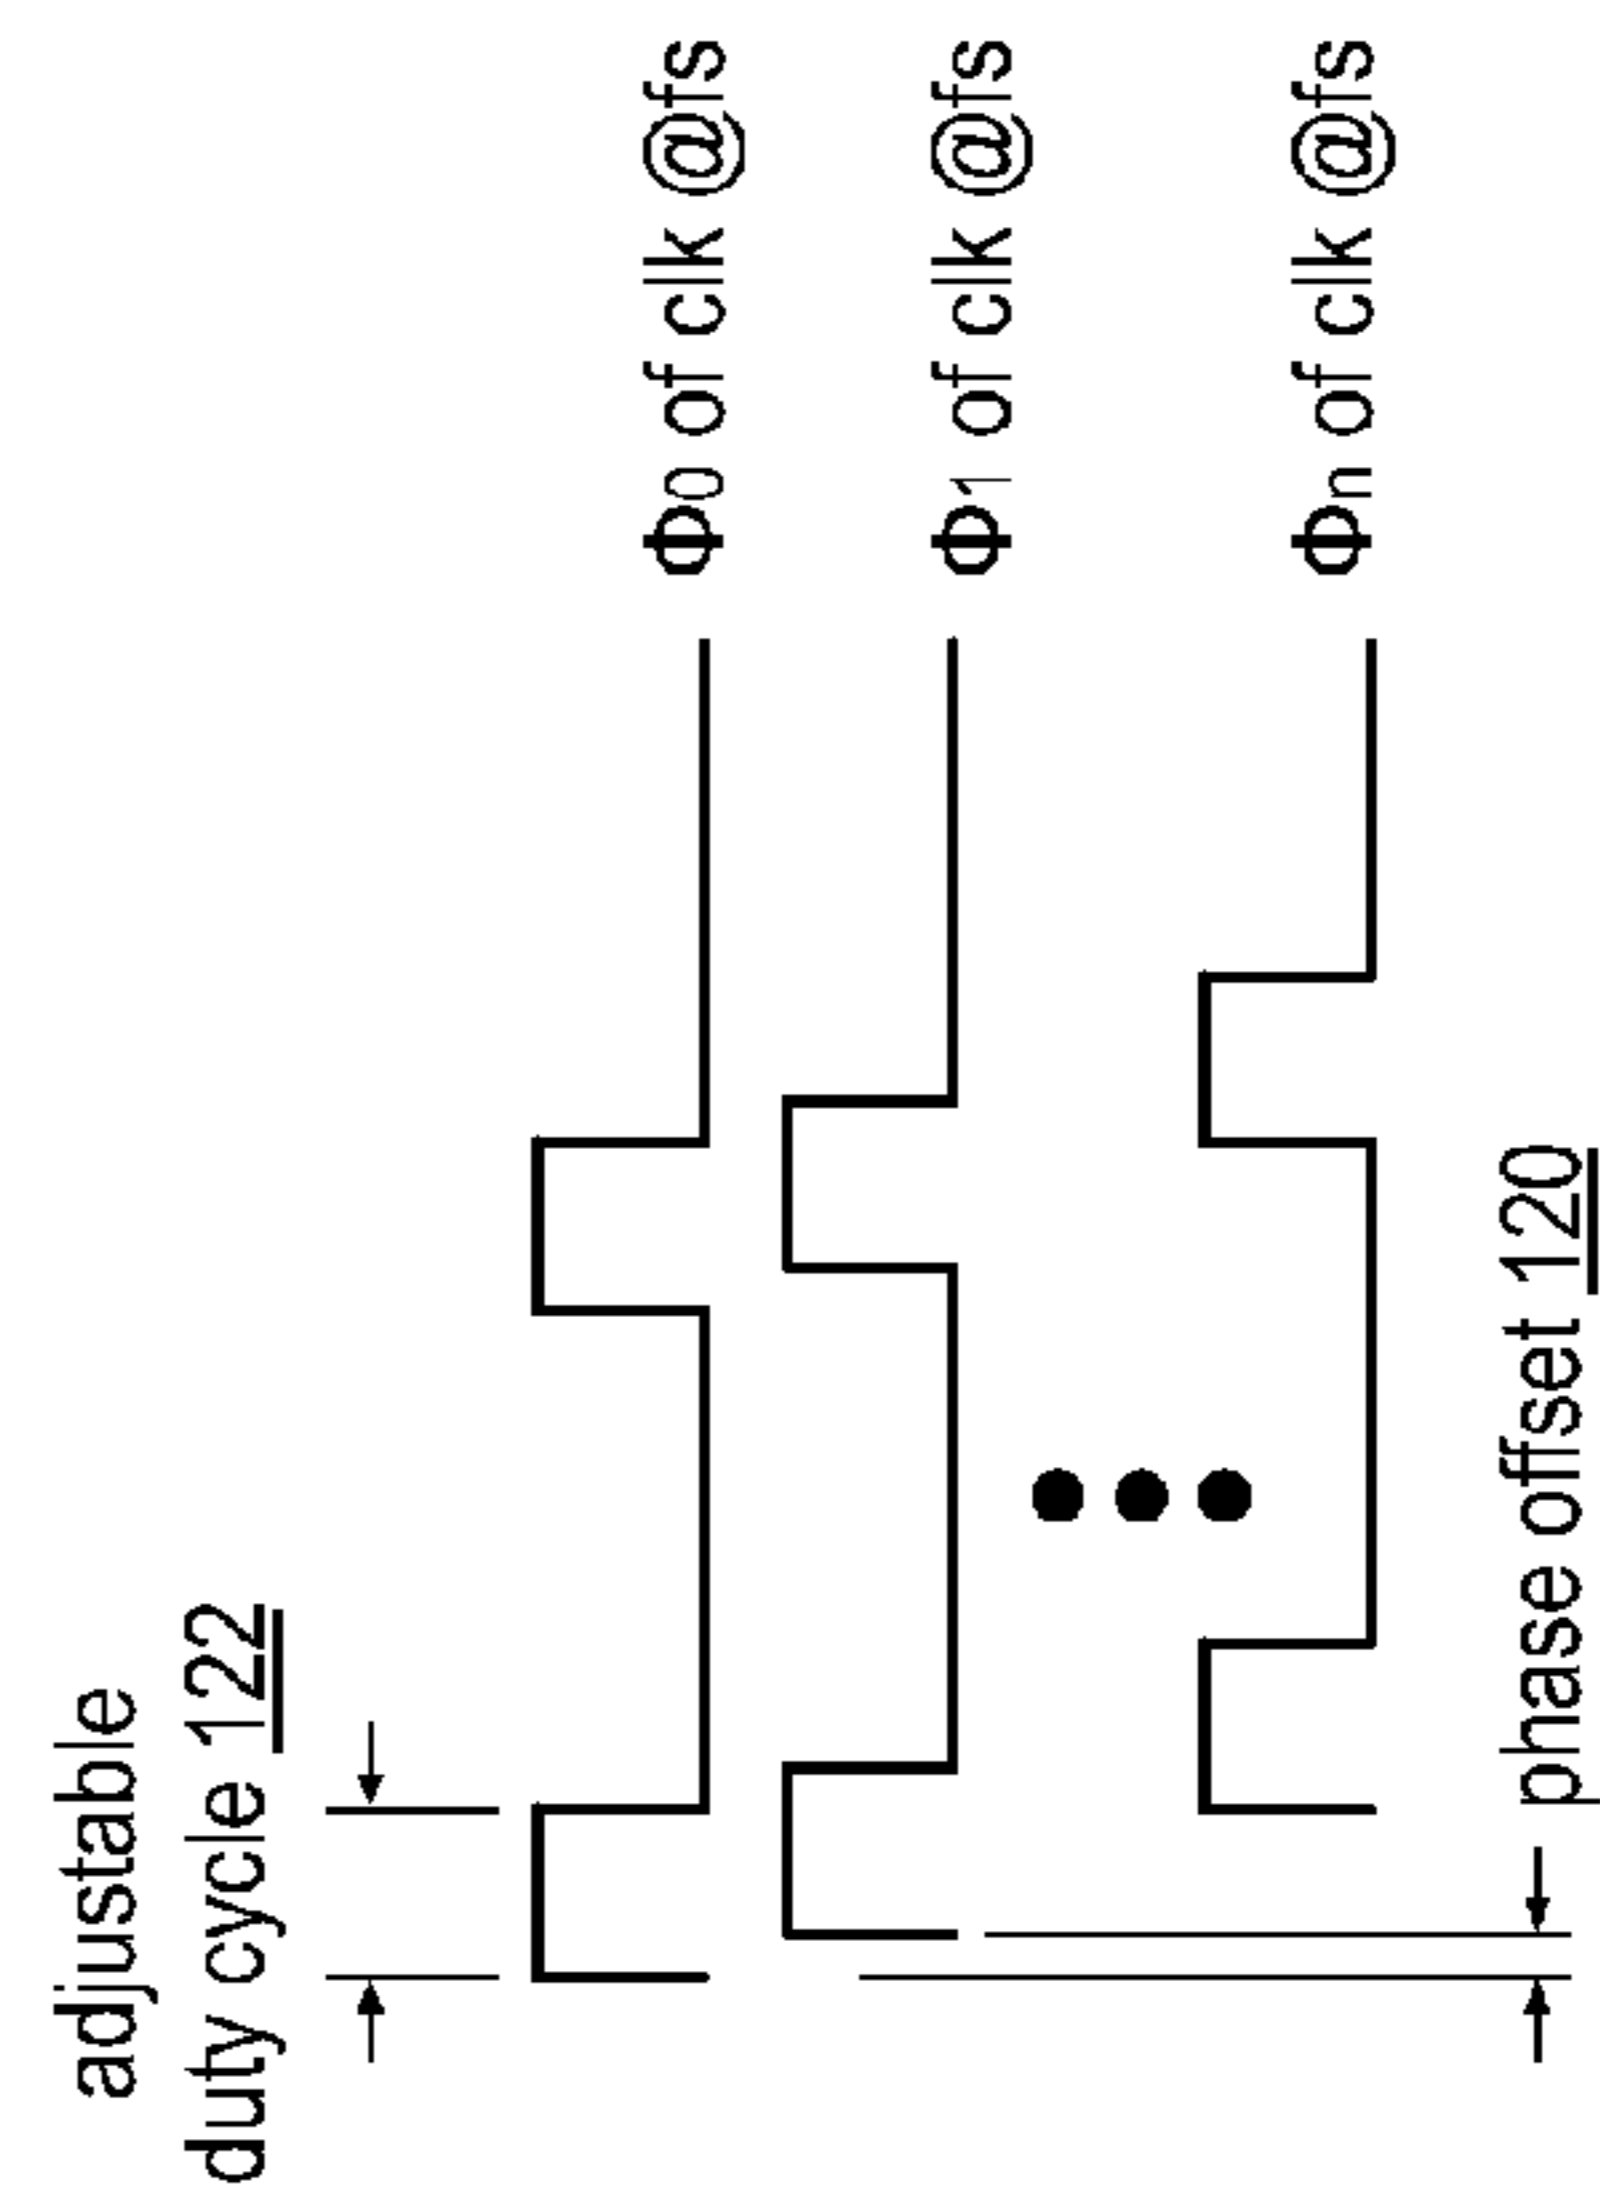 adjustable
duty cycle 122
Φ0 of clk @fs
Φ1 of clk @fs
Φn of clk @fs
phase offset 120